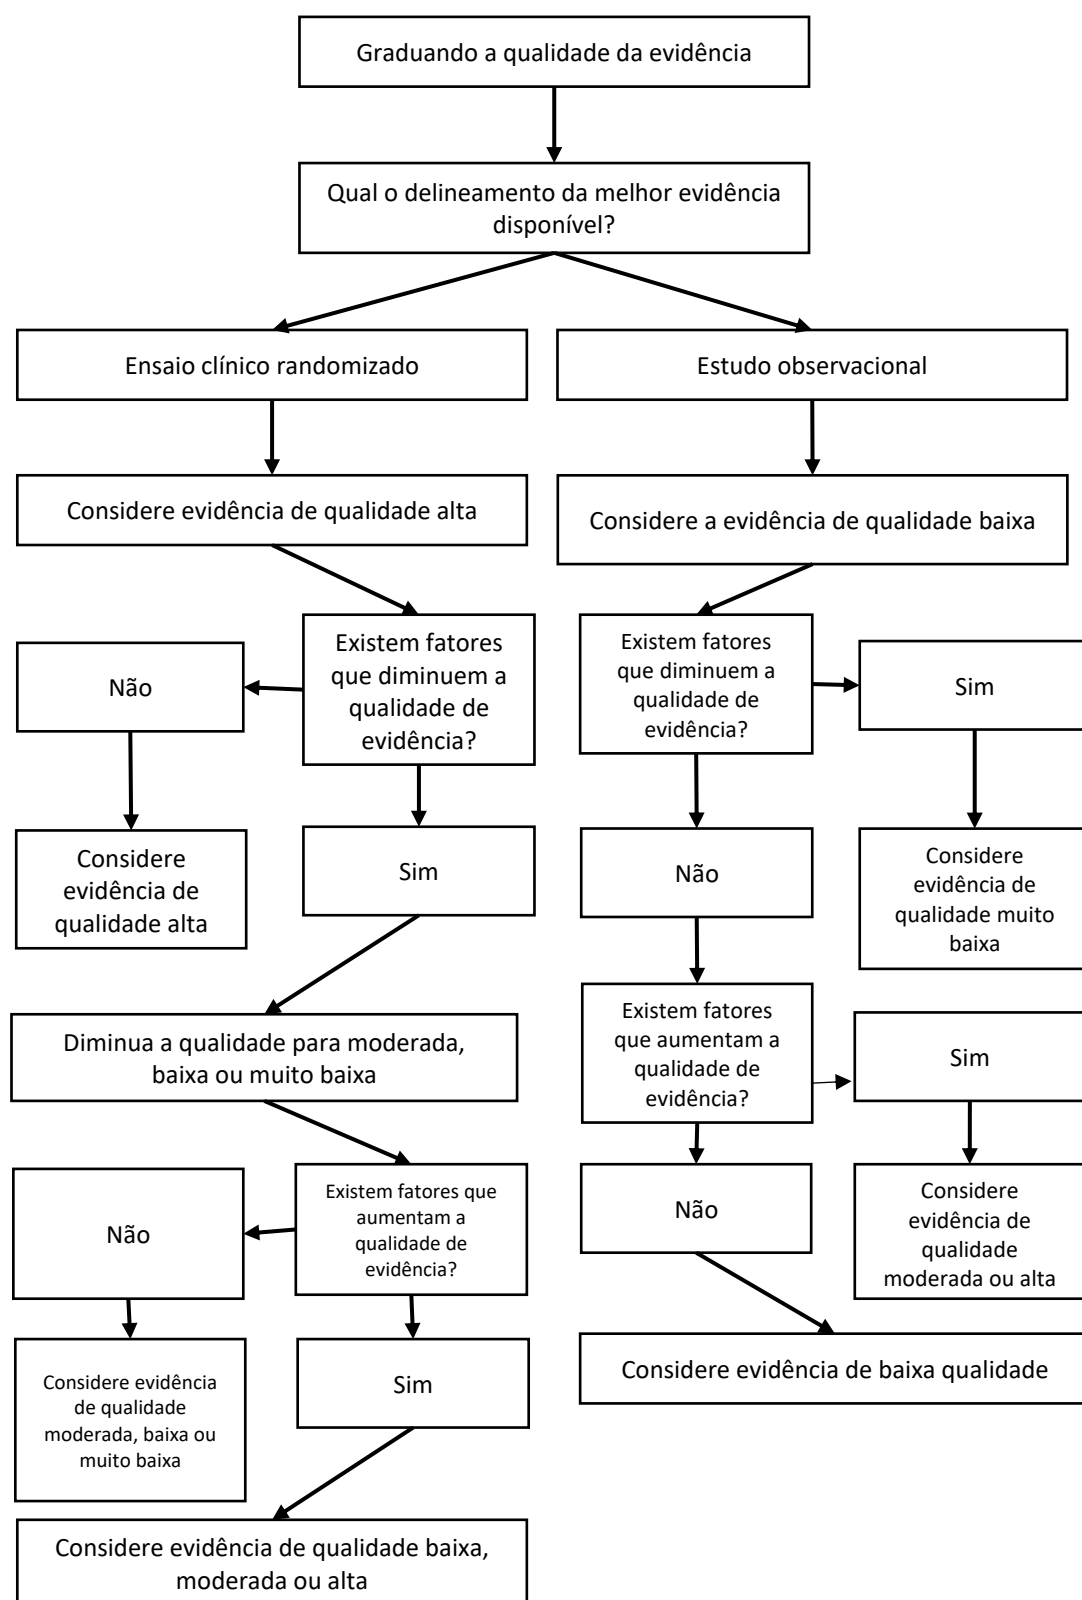 Graduando a qualidade da evidência
Qual o delineamento da melhor evidência
disponível?
Ensaio clínico randomizado
Estudo observacional
Considere evidência de qualidade alta
Considere a evidência de qualidade baixa
Não
Existem fatores
que diminuem a
qualidade de
evidência?
Existem fatores
que diminuem a
qualidade de
evidência?
Sim
Considere
evidência de
qualidade alta
Sim
Não
Considere
evidência de
qualidade muito
baixa
Diminua a qualidade para moderada,
baixa ou muito baixa
Existem fatores
que aumentam a
qualidade de
evidência?
Sim
Não
Existem fatores que
aumentam a
qualidade de
evidência?
Não
Considere
evidência de
qualidade
moderada ou alta
Considere evidência
de qualidade
moderada, baixa ou
muito baixa
Sim
Considere evidência de baixa qualidade
Considere evidência de qualidade baixa,
moderada ou alta